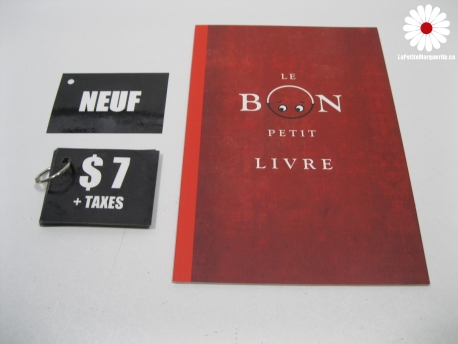 NEUF
$ 7
+ TAXES
LE
BON
PETIT
LIVRE
LaPetiteMarguerite.ca